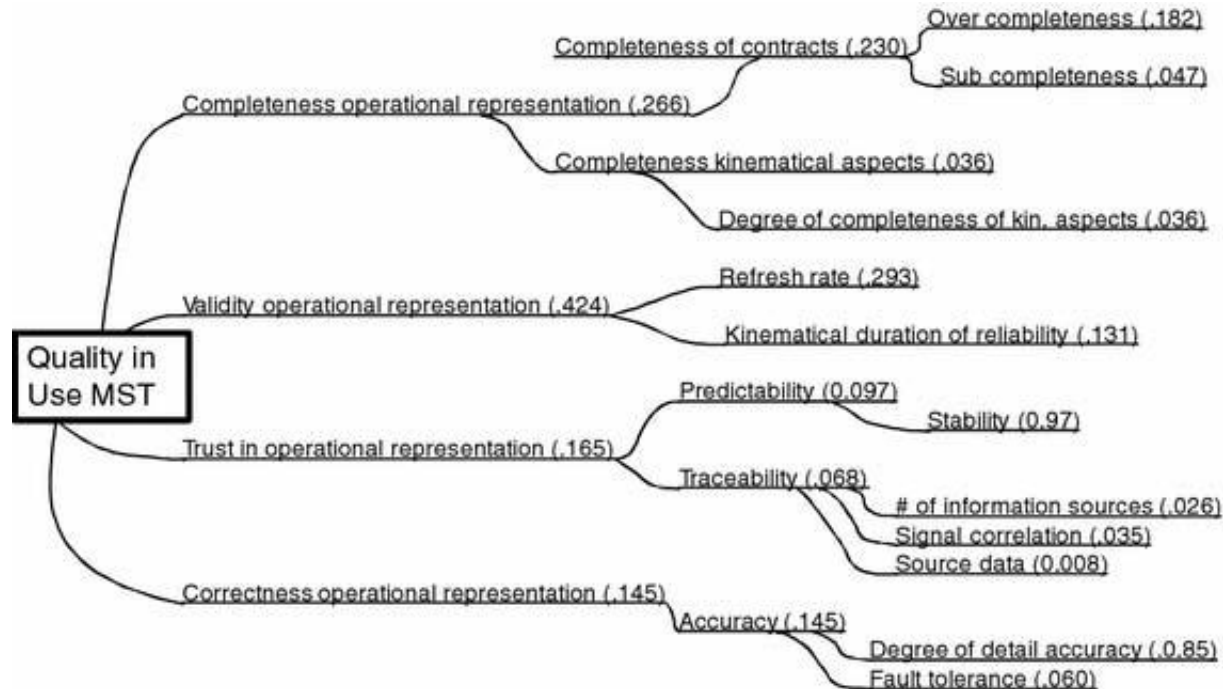 Over completeness (.182)
Completeness of contracts (.230)
Sub completeness (.047)
Completeness operational representation (.266)
Completeness kinematical aspects (.036)
Degree of completeness of kin. aspects (.036)
Refresh rate (.293)
Validity operational representation (.424)
Kinematical duration of reliability (.131)
Quality in
Use MST
Predictability (0.097)
Stability (0.97)
Trust in operational representation (.165)
Traceability (.068)
# of information sources (.026)
Signal correlation (.035)
Source data (0.008)
Correctness operational representation (.145)
Accuracy (.145)
Degree of detail accuracy (.0.85)
Fault tolerance (.060)